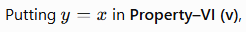 Putting y = x in Property–VI (v),